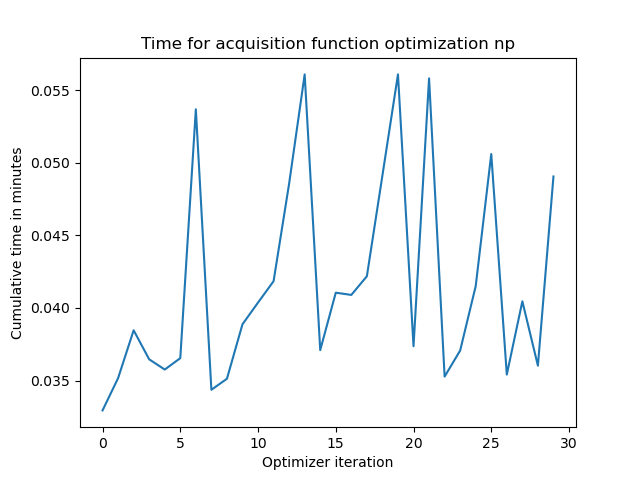 Time for acquisition function optimization np
Cumulative time in minutes
0.055
0.050
0.045
0.040
0.035
0 5 10 15 20 25 30
Optimizer iteration